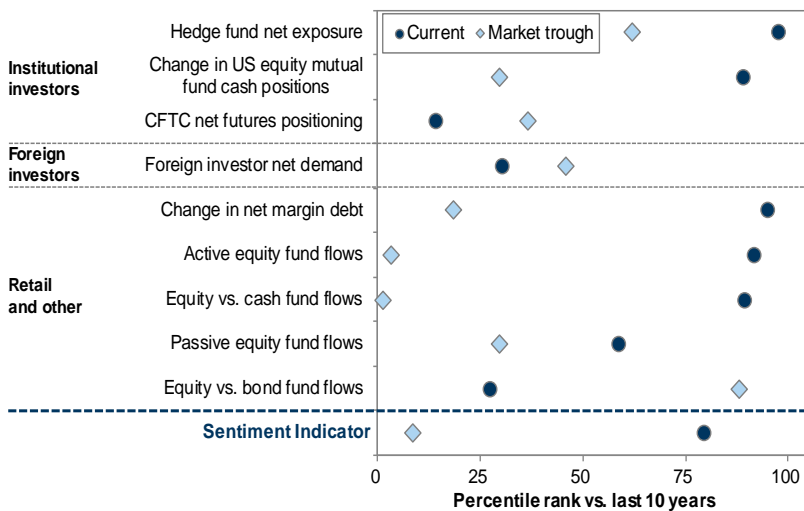 Current
Market trough
Institutional
investors
Hedge fund net exposure
Change in US equity mutual
fund cash positions
CFTC net futures positioning
Foreign
investors
Foreign investor net demand
Retail
and other
Change in net margin debt
Active equity fund flows
Equity vs. cash fund flows
Passive equity fund flows
Equity vs. bond fund flows
Sentiment Indicator
0 25 50 75 100
Percentile rank vs. last 10 years